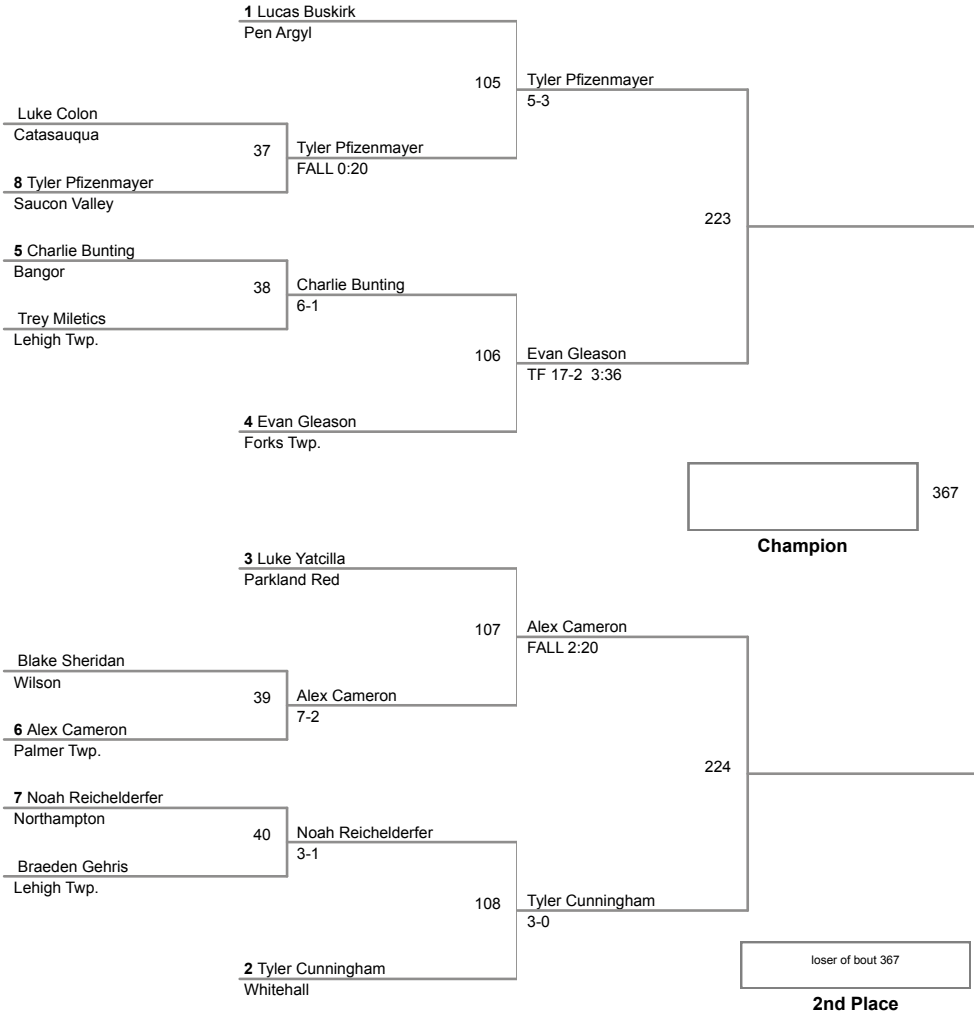 1 Lucas Buskirk
Pen Argyl
105
Tyler Pfizenmayer
5-3
Luke Colon
Catasauqua
37
Tyler Pfizenmayer
FALL 0:20
8 Tyler Pfizenmayer
Saucon Valley
223
5 Charlie Bunting
Bangor
38
Charlie Bunting
6-1
Trey Miletics
Lehigh Twp.
106
Evan Gleason
TF 17-2 3:36
4 Evan Gleason
Forks Twp.
367
Champion
3 Luke Yatcilla
Parkland Red
107
Alex Cameron
FALL 2:20
Blake Sheridan
Wilson
39
Alex Cameron
7-2
6 Alex Cameron
Palmer Twp.
224
7 Noah Reichelderfer
Northampton
40
Noah Reichelderfer
3-1
Braeden Gehris
Lehigh Twp.
108
Tyler Cunningham
3-0
2 Tyler Cunningham
Whitehall
loser of bout 367
2nd Place